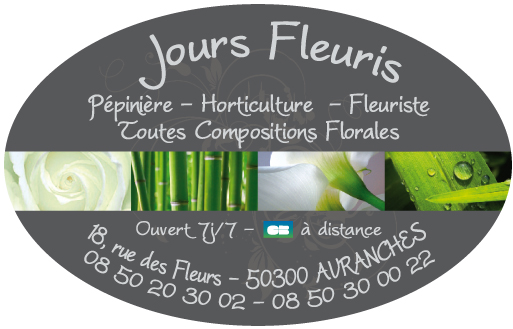 Jours Fleuris
Pépinière - Horticulture - Fleuriste
Toutes Compositions Florales
Ouvert 7j/7 - CB à distance
18, rue des Fleurs - 50300 AURANCHES
08 50 20 30 02 - 08 50 30 00 22